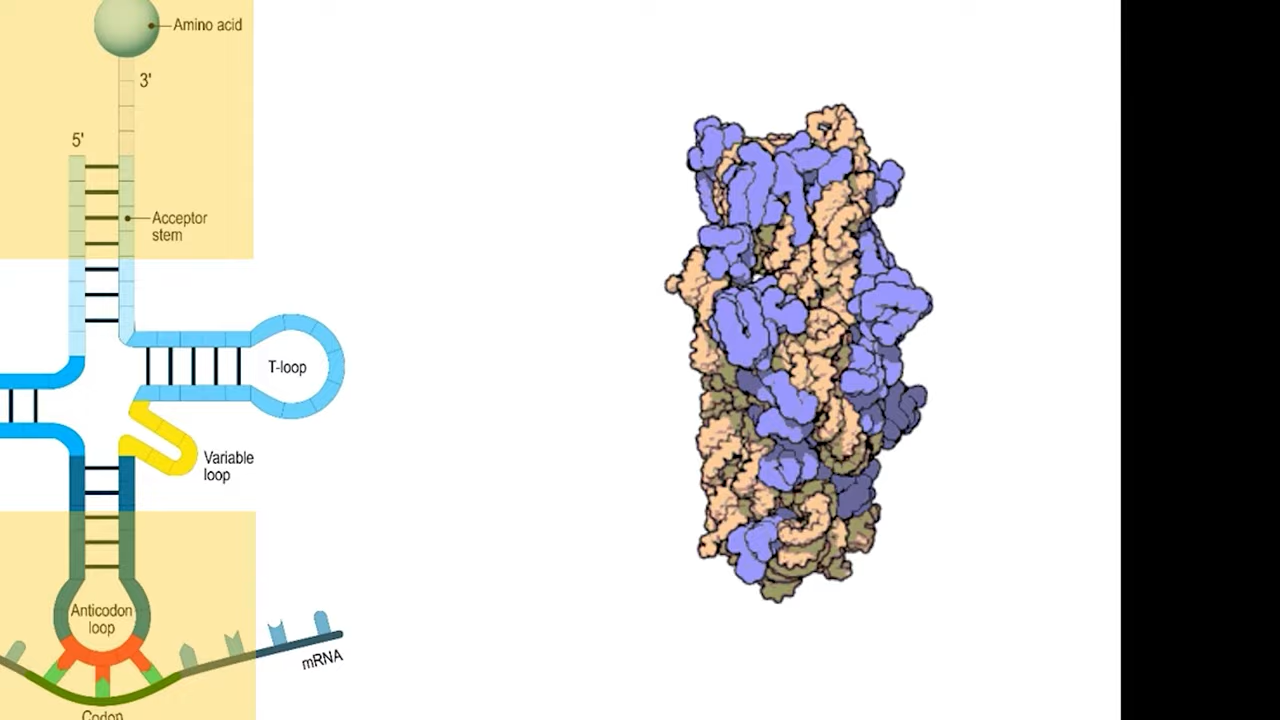 Amino acid
3'
5'
Acceptor
stem
T-loop
Variable
loop
Anticodon
loop
mRNA
Codon